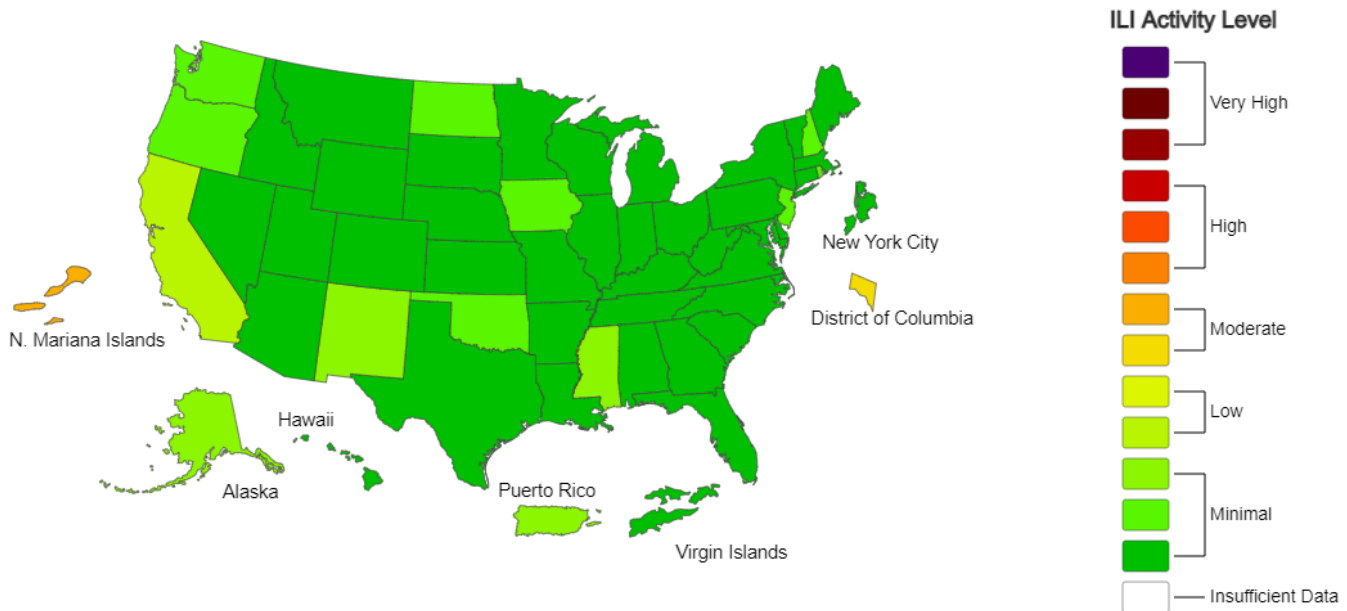 ILI Activity Level
Very High
High
Moderate
Low
Minimal
Insufficient Data
New York City
District of Columbia
N. Mariana Islands
Hawaii
Alaska
Puerto Rico
Virgin Islands